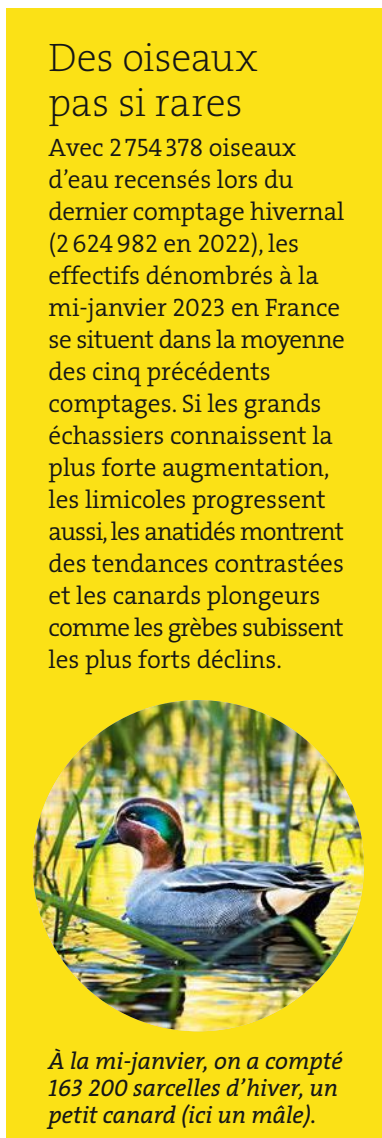 Des oiseaux
pas si rares
Avec 2 754 378 oiseaux
d’eau recensés lors du
dernier comptage hivernal
(2 624 982 en 2022), les
effectifs dénombrés à la
mi-janvier 2023 en France
se situent dans la moyenne
des cinq précédents
comptages. Si les grands
échassiers connaissent la
plus forte augmentation,
les limicoles progressent
aussi, les anatidés montrent
des tendances contrastées
et les canards plongeurs
comme les grèbes subissent
les plus forts déclins.
À la mi-janvier, on a compté
163 200 sarcelles d’hiver, un
petit canard (ici un mâle).